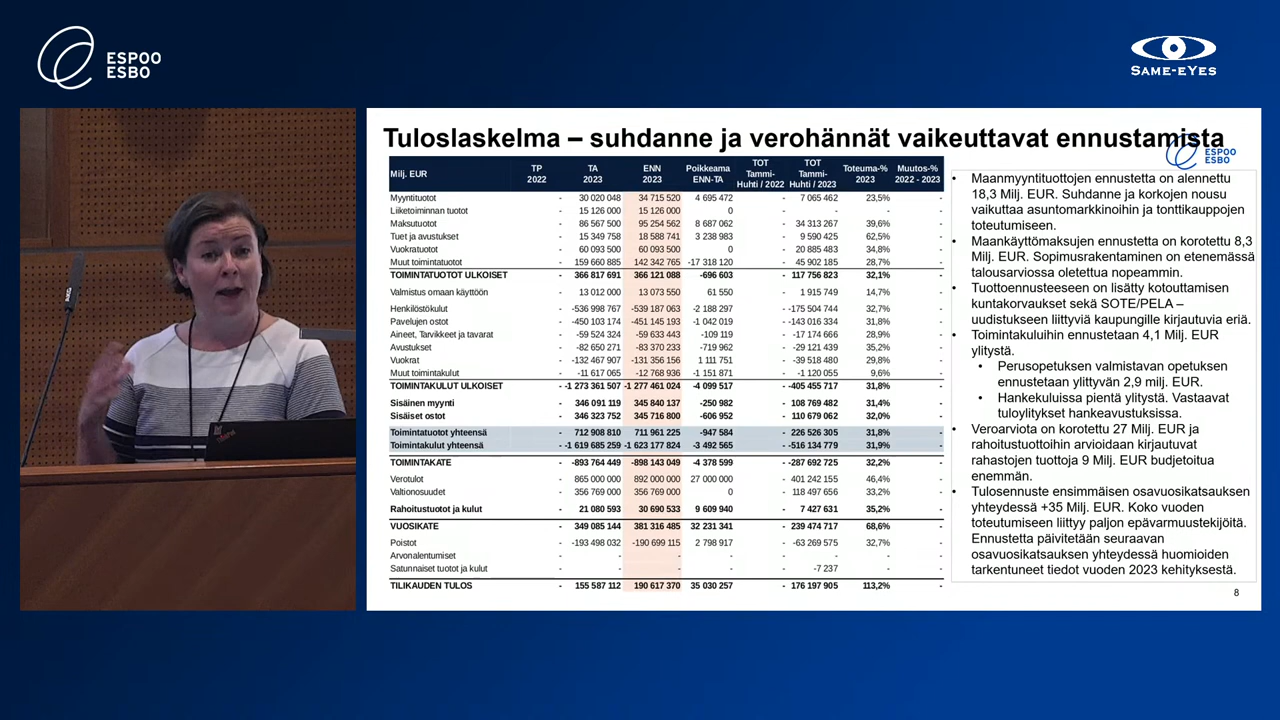 ESPOO
ESBO
SAME-EYES
Tuloslaskelma – suhdanne ja verohännät vaikeuttavat ennustamista
ESPOO
ESBO
Milj. EUR TP 2022 TA 2023 ENN 2023 Poikkeama ENN-TA TOT Tammi-Huhti / 2022 TOT Tammi-Huhti / 2023 Toteuma-% 2023 Muutos-% 2022 - 2023
Myyntituotot - 30 020 048 34 715 520 4 695 472 - 7 065 462 23,5% -
Liiketoiminnan tuotot - 15 126 000 15 126 000 0 - - - -
Maksutuotot - 86 567 500 95 254 562 8 687 062 - 34 313 267 39,6% -
Tuet ja avustukset - 15 349 758 18 588 741 3 238 983 - 9 590 425 62,5% -
Vuokratuotot - 60 093 500 60 093 500 0 - 20 885 483 34,8% -
Muut toimintatuotot - 159 660 885 142 342 765 -17 318 120 - 45 902 185 28,7% -
TOIMINTATUOTOT ULKOISET - 366 817 691 366 121 088 -696 603 - 117 756 823 32,1% -
Valmistus omaan käyttöön - 13 012 000 13 073 550 61 550 - 1 915 749 14,7% -
Henkilöstökulut - -536 998 767 -539 187 063 -2 188 297 - -175 504 744 32,7% -
Pavelujen ostot - -450 103 174 -451 145 193 -1 042 019 - -143 016 334 31,8% -
Aineet, Tarvikkeet ja tavarat - -59 524 324 -59 633 443 -109 119 - -17 174 666 28,9% -
Avustukset - -82 650 271 -83 370 233 -719 962 - -29 121 439 35,2% -
Vuokrat - -132 467 907 -131 356 156 1 111 751 - -39 518 480 29,8% -
Muut toimintakulut - -11 617 065 -12 768 936 -1 151 871 - -1 120 055 9,6% -
TOIMINTAKULUT ULKOISET - -1 273 361 507 -1 277 461 024 -4 099 517 - -405 455 717 31,8% -
Sisäinen myynti 346 091 119 345 840 137 -250 982 - 108 769 482 31,4% -
Sisäiset ostot - 346 323 752 345 716 800 -606 952 - 110 679 062 32,0% -
Toimintatuotot yhteensä - 712 908 810 711 961 225 -947 584 - 226 526 305 31,8% -
Toimintakulut yhteensä - -1 619 685 259 -1 623 177 824 -3 492 565 - -516 134 779 31,9% -
TOIMINTAKATE - -893 764 449 -898 143 049 -4 378 599 - -287 692 725 32,2% -
Verotulot - 865 000 000 892 000 000 27 000 000 - 401 242 155 46,4% -
Valtionosuudet - 356 769 000 356 769 000 0 - 118 497 656 33,2% -
Rahoitustuotot ja kulut - 21 080 593 30 690 533 9 609 940 - 7 427 631 35,2% -
VUOSIKATE - 349 085 144 381 316 485 32 231 341 - 239 474 717 68,6% -
Poistot - -193 498 032 -190 699 115 2 798 917 - -63 269 575 32,7% -
Arvonalentumiset - - - - - - - -
Satunnaiset tuotot ja kulut - - - - - -7 237 - -
TILIKAUDEN TULOS - 155 587 112 190 617 370 35 030 257 - 176 197 905 113,2% -
• Maanmyyntituottojen ennustetta on alennettu
18,3 Milj. EUR. Suhdanne ja korkojen nousu
vaikuttaa asuntomarkkinoihin ja tonttikauppojen
toteutumiseen.
• Maankäyttömaksujen ennustetta on korotettu 8,3
Milj. EUR. Sopimusrakentaminen on etenemässä
talousarviossa oletettua nopeammin.
• Tuottoennusteeseen on lisätty kotouttamisen
kuntakorvaukset sekä SOTE/PELA –
uudistukseen liittyviä kaupungille kirjautuvia eriä.
• Toimintakuluihin ennustetaan 4,1 Milj. EUR
ylitystä.
• Perusopetuksen valmistavan opetuksen
ennustetaan ylittyvän 2,9 milj. EUR.
• Hankekuluissa pientä ylitystä. Vastaavat
tuloylitykset hankeavustuksissa.
• Veroarviota on korotettu 27 Milj. EUR ja
rahoitustuottoihin arvioidaan kirjautuvat
rahastojen tuottoja 9 Milj. EUR budjetoitua
enemmän.
• Tulosennuste ensimmäisen osavuosikatsauksen
yhteydessä +35 Milj. EUR. Koko vuoden
toteutumiseen liittyy paljon epävarmuustekijöitä.
Ennustetta päivitetään seuraavan
osavuosikatsauksen yhteydessä huomioiden
tarkentuneet tiedot vuoden 2023 kehityksestä.
8